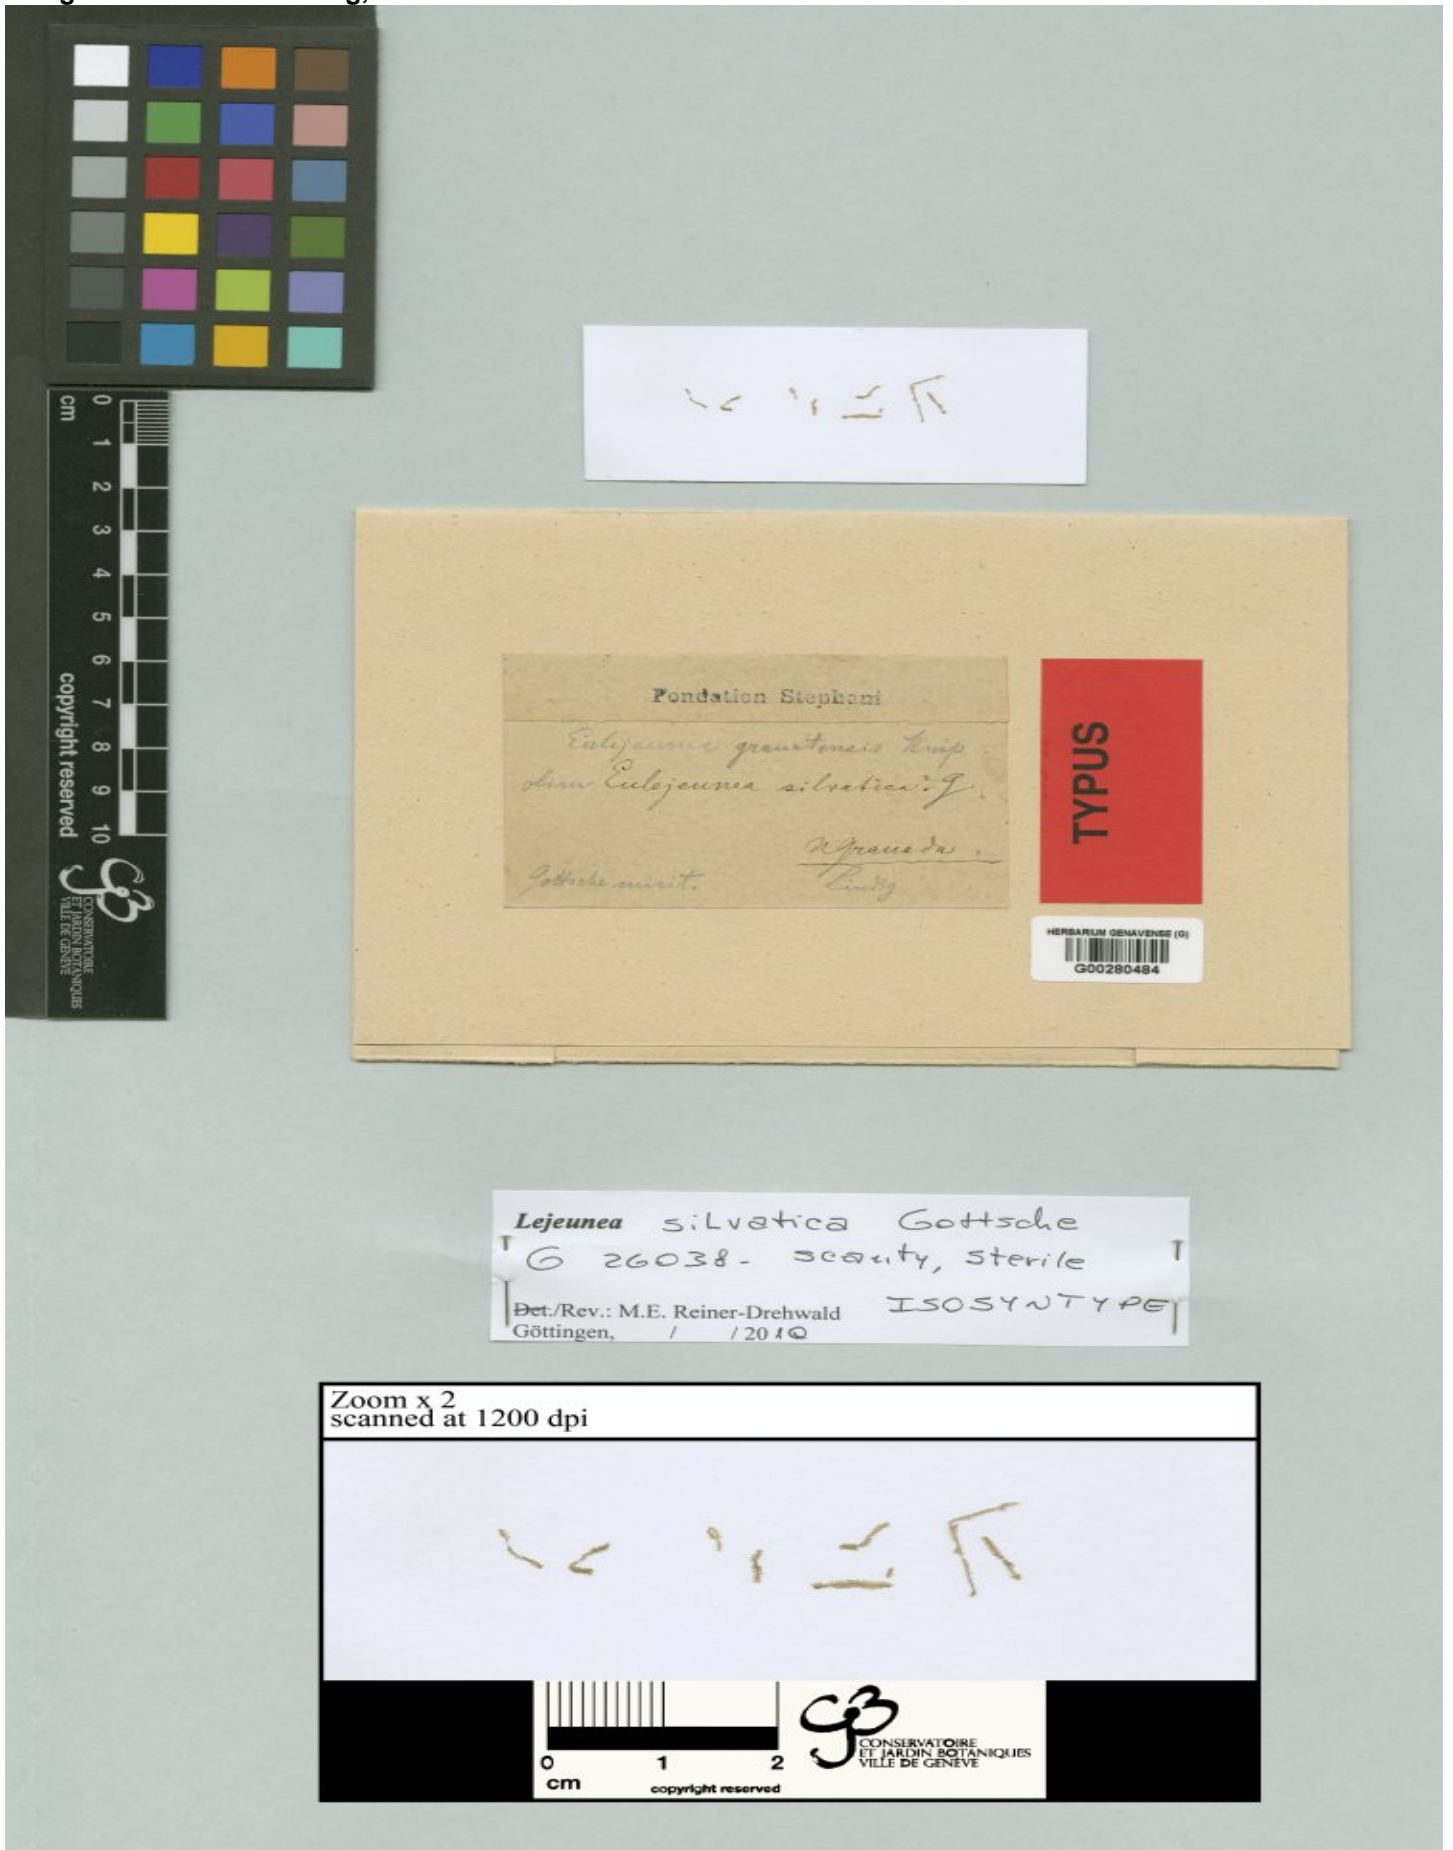 cm
0
1
2
3
4
5
6
7
8
9
10
copyright reserved
CONSERVATOIRE
ET JARDIN BOTANIQUES
VILLE DE GENEVE
Fondation Stephani
Eulejeunea granatensis
olim Eulejeunea silvatica G.
N Granada.
Gottsche misit. Lindig
TYPUS
HERBARIUM GENAVENSE (G)
G00280484
Lejeunea silvatica Gottsche
G 26038- scanty, sterile
Det./Rev.: M.E. Reiner-Drehwald ISOSYNTYPE
Göttingen, / / 2010
Zoom x 2
scanned at 1200 dpi
0 1 2
cm copyright reserved
CONSERVATOIRE
ET JARDIN BOTANIQUES
VILLE DE GENEVE